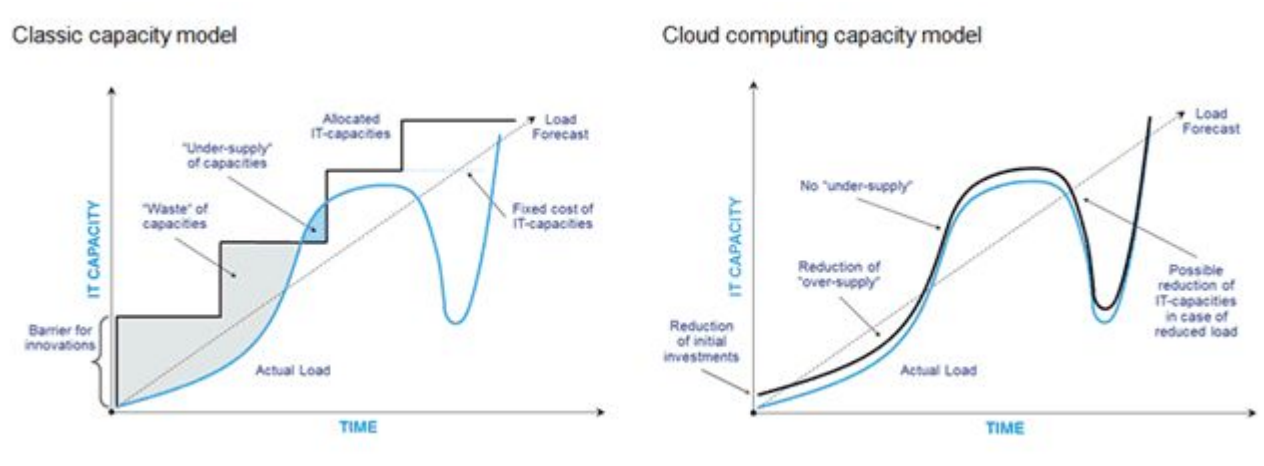 Classic capacity model
Allocated
IT-capacities
Load
Forecast
"Under-supply"
of capacities
"Waste" of
capacities
Fixed cost of
IT-capacities
IT CAPACITY
Barrier for
innovations
Actual Load
TIME
Cloud computing capacity model
Load
Forecast
No "under-supply"
IT CAPACITY
Reduction of
"over-supply"
Possible
reduction of
IT-capacities
in case of
reduced load
Reduction
of initial
investments
Actual Load
TIME